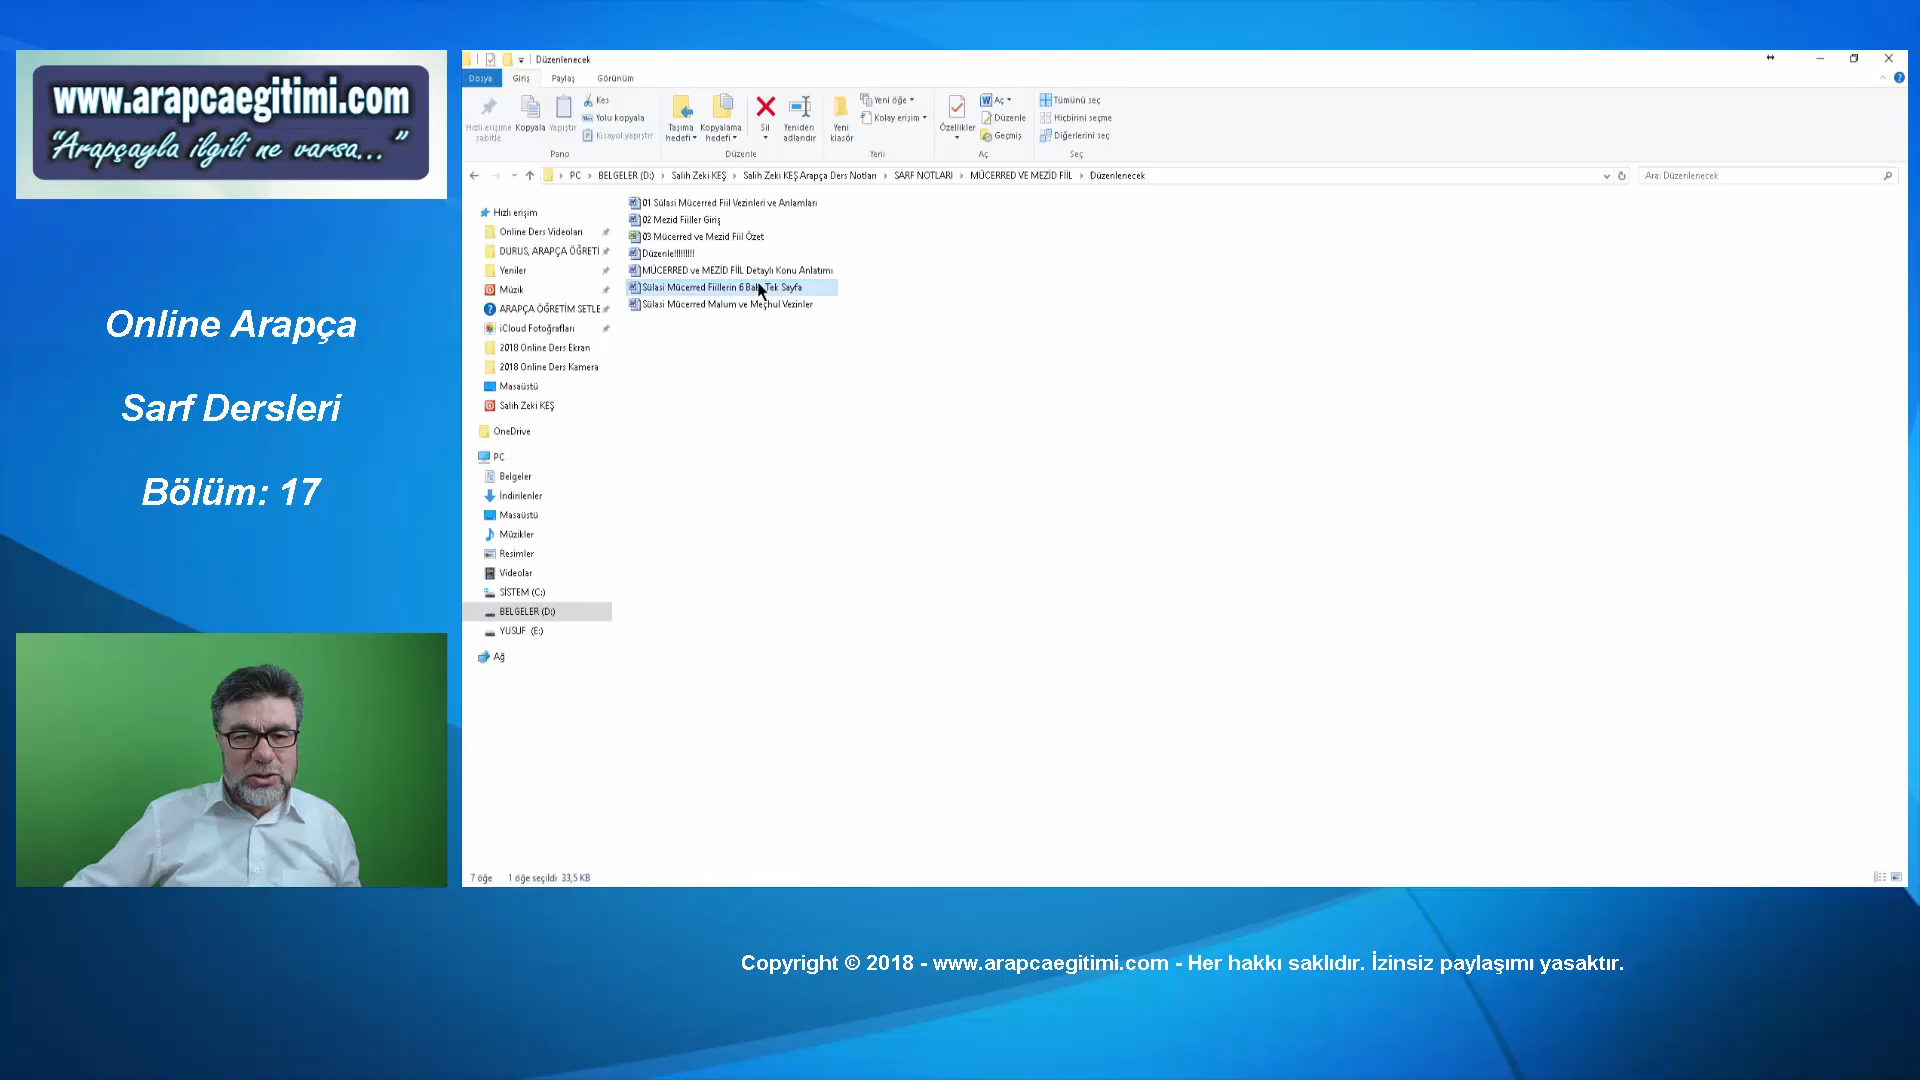 www.arapcaegitimi.com
"Arapçayla ilgili ne varsa..."
Online Arapça
Sarf Dersleri
Bölüm: 17
Düzenlenecek
Dosya Giriş Paylaş Görünüm
Hızlı erişime sabitle
Kopyala
Yapıştır
Kes
Yolu kopyala
Kısayol yapıştır
Pano
Taşıma hedefi
Kopyalama hedefi
Sil
Yeniden adlandır
Düzenle
Yeni klasör
Yeni öğe
Kolay erişim
Yeni
Özellikler
Aç
Düzenle
Geçmiş
Aç
Tümünü seç
Hiçbirini seçme
Diğerlerini seç
Seç
PC > BELGELER (D:) > Salih Zeki KEŞ > Salih Zeki KEŞ Arapça Ders Notları > SARF NOTLARI > MÜCERRED VE MEZİD FİİL > Düzenlenecek
Ara: Düzenlenecek
Hızlı erişim
Online Ders Videoları
DURUS, ARAPÇA ÖĞRETİ
Yeniler
Müzik
ARAPÇA ÖĞRETİM SETLE
iCloud Fotoğrafları
2018 Online Ders Ekran
2018 Online Ders Kamera
Masaüstü
Salih Zeki KEŞ
OneDrive
PC
Belgeler
İndirilenler
Masaüstü
Müzikler
Resimler
Videolar
SİSTEM (C:)
BELGELER (D:)
YUSUF (E:)
Ağ
01 Sülasi Mücerred Fiil Vezinleri ve Anlamları
02 Mezid Fiiller Giriş
03 Mücerred ve Mezid Fiil Özet
MÜCERRED ve MEZİD FİİL Detaylı Konu Anlatımı
Sülasi Mücerred Fiillerin 6 Tek Sayfa
Sülasi Mücerred Malum ve Meçhul Vezinler
7 öğe 1 öğe seçildi 33,5 KB
Copyright © 2018 - www.arapcaegitimi.com - Her hakkı saklıdır. İzinsiz paylaşımı yasaktır.